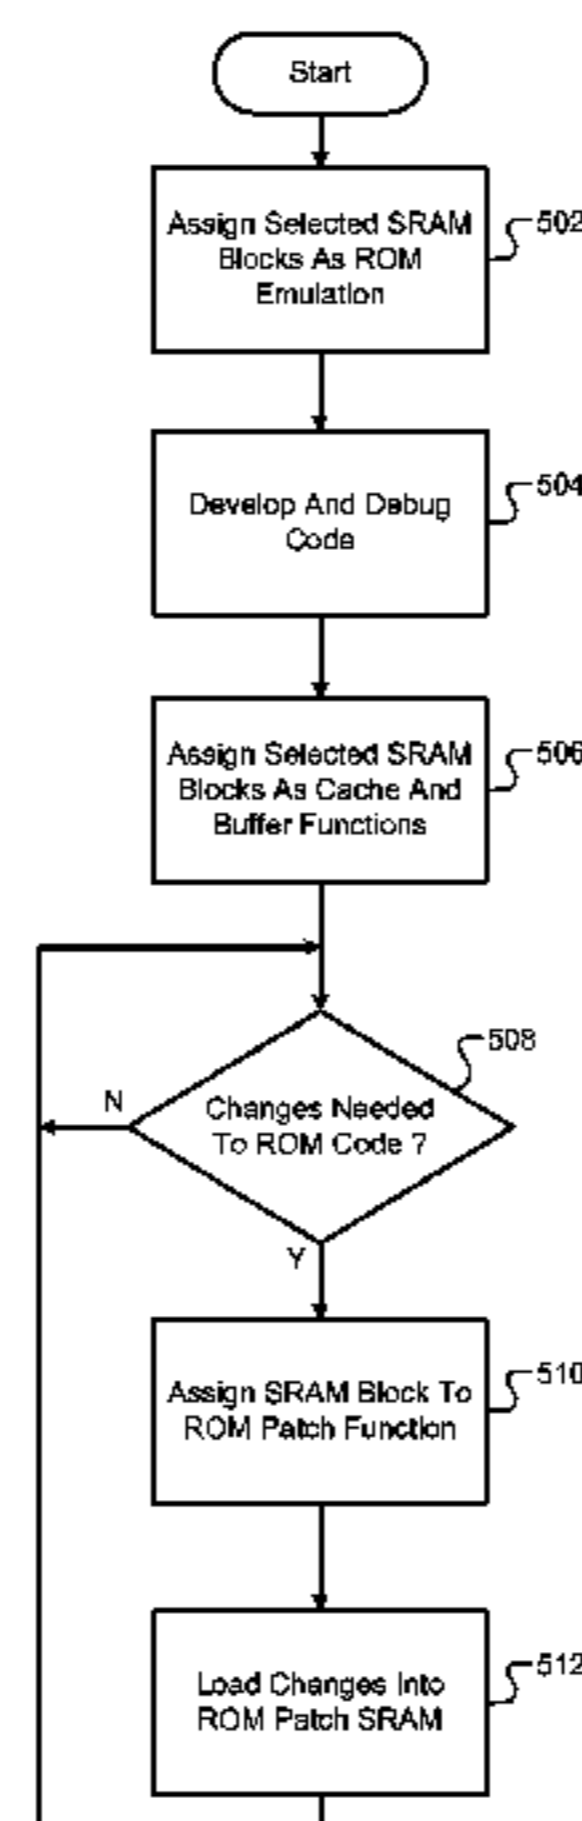 Start
Assign Selected SRAM
Blocks As ROM
Emulation
502
Develop And Debug
Code
504
Assign Selected SRAM
Blocks As Cache And
Buffer Functions
506
508
Changes Needed
To ROM Code ?
N
Y
Assign SRAM Block To
ROM Patch Function
510
Load Changes Into
ROM Patch SRAM
512